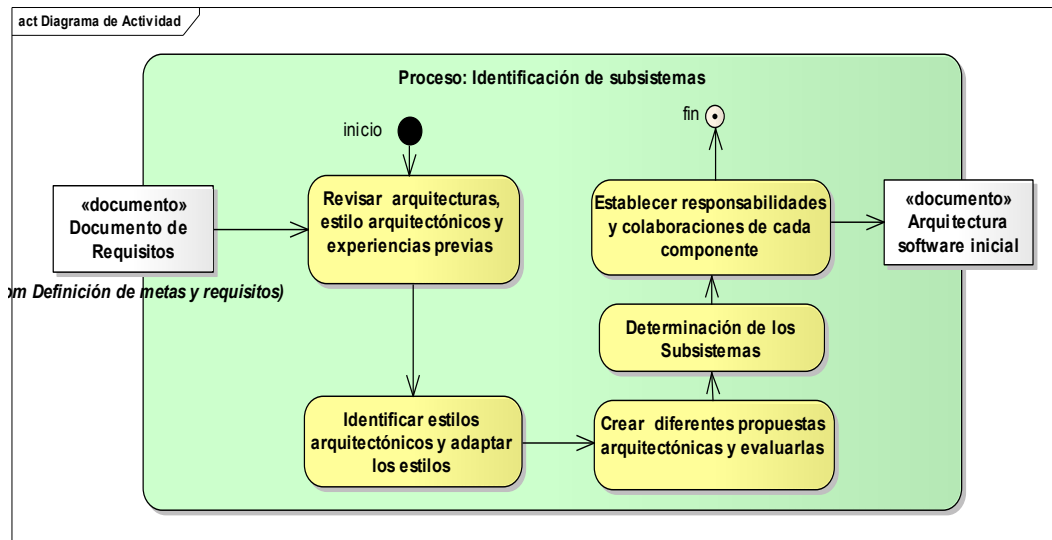 act Diagrama de Actividad
Proceso: Identificación de subsistemas
inicio
fin
«documento»
Documento de
Requisitos
om Definición de metas y requisitos)
Revisar arquitecturas,
estilo arquitectónicos y
experiencias previas
Establecer responsabilidades
y colaboraciones de cada
componente
«documento»
Arquitectura
software inicial
Determinación de los
Subsistemas
Identificar estilos
arquitectónicos y adaptar
los estilos
Crear diferentes propuestas
arquitectónicas y evaluarlas